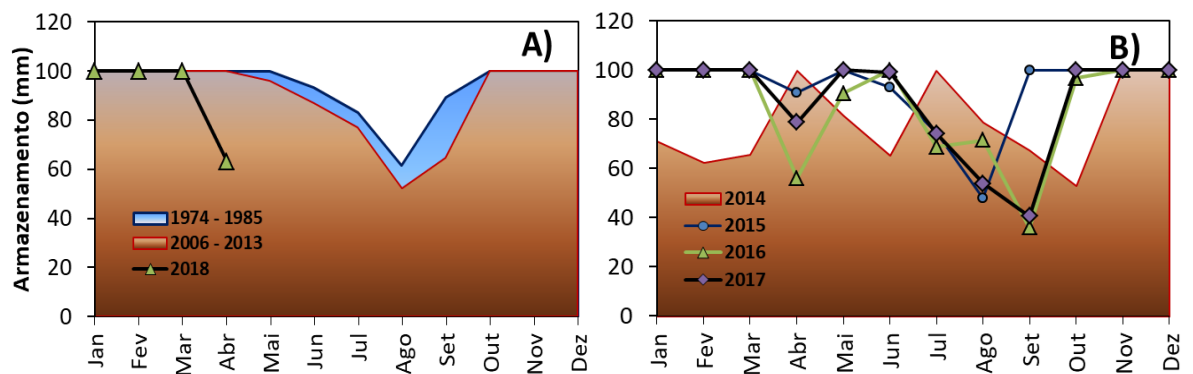 A)
Armazenamento (mm)
120
100
80
60
40
20
0
1974 - 1985
2006 - 2013
2018
Jan
Fev
Mar
Abr
Mai
Jun
Jul
Ago
Set
Out
Nov
Dez
B)
120
100
80
60
40
20
0
2014
2015
2016
2017
Jan
Fev
Mar
Abr
Mai
Jun
Jul
Ago
Set
Out
Nov
Dez